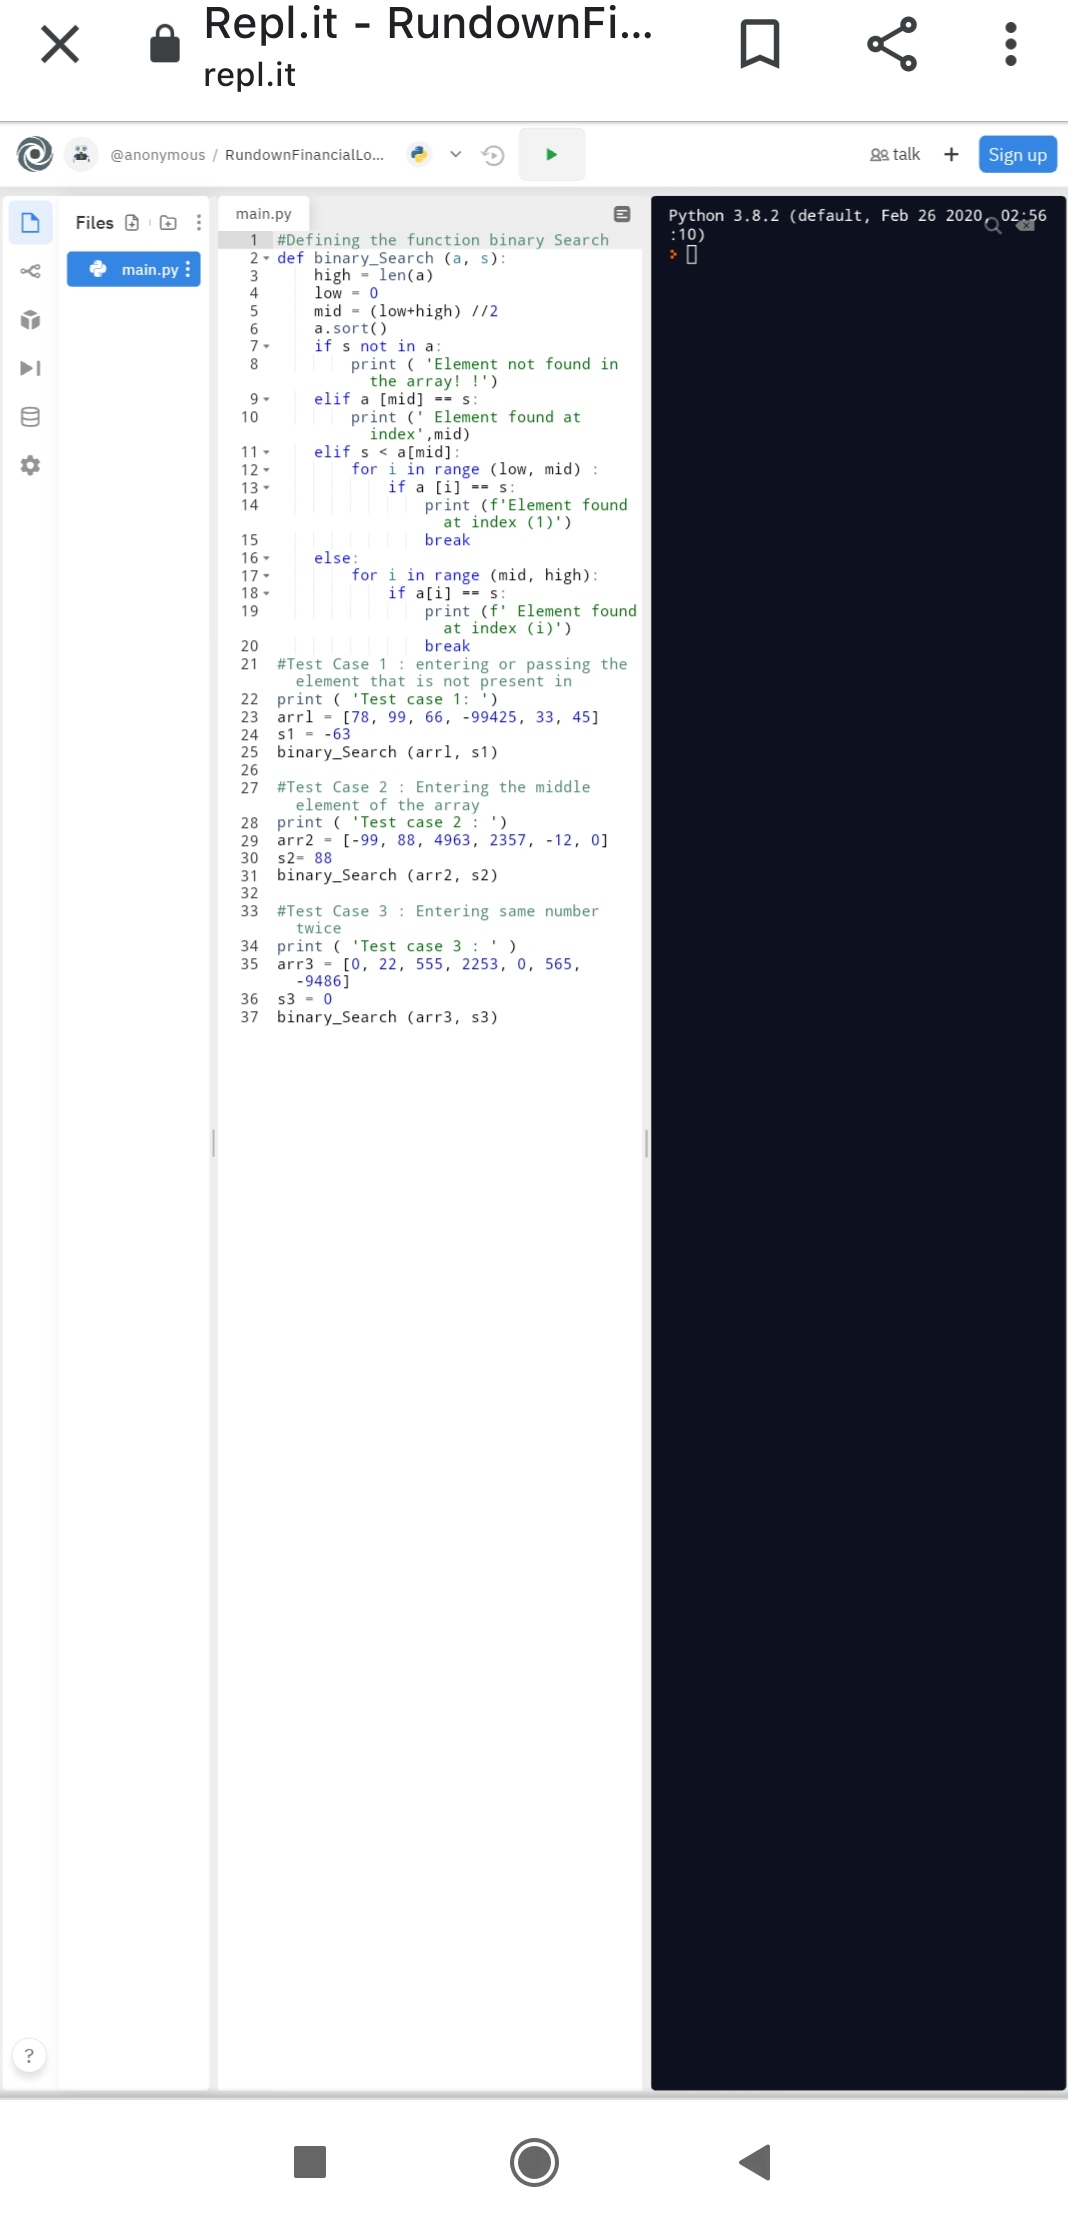 Repl.it - RundownFi...
repl.it
@anonymous / RundownFinancialLo...
talk
+
Sign up
Files
main.py
main.py
1 #Defining the function binary Search
2 def binary_Search (a, s):
3 high = len(a)
4 low = 0
5 mid = (low+high) //2
6 a.sort()
7 if s not in a:
8 print ( 'Element not found in
the array! !')
9 elif a [mid] == s:
10 print (' Element found at
index',mid)
11 elif s < a[mid]:
12 for i in range (low, mid) :
13 if a [i] == s:
14 print (f'Element found
at index (1)')
15 break
16 else:
17 for i in range (mid, high):
18 if a[i] == s:
19 print (f' Element found
at index (i)')
20 break
21 #Test Case 1 : entering or passing the
element that is not present in
22 print ( 'Test case 1: ')
23 arrl = [78, 99, 66, -99425, 33, 45]
24 s1 = -63
25 binary_Search (arrl, s1)
26
27 #Test Case 2 : Entering the middle
element of the array
28 print ( 'Test case 2 : ')
29 arr2 = [-99, 88, 4963, 2357, -12, 0]
30 s2= 88
31 binary_Search (arr2, s2)
32
33 #Test Case 3 : Entering same number
twice
34 print ( 'Test case 3 : ' )
35 arr3 = [0, 22, 555, 2253, 0, 565,
-9486]
36 s3 = 0
37 binary_Search (arr3, s3)
Python 3.8.2 (default, Feb 26 2020, 02:56
:10)
?